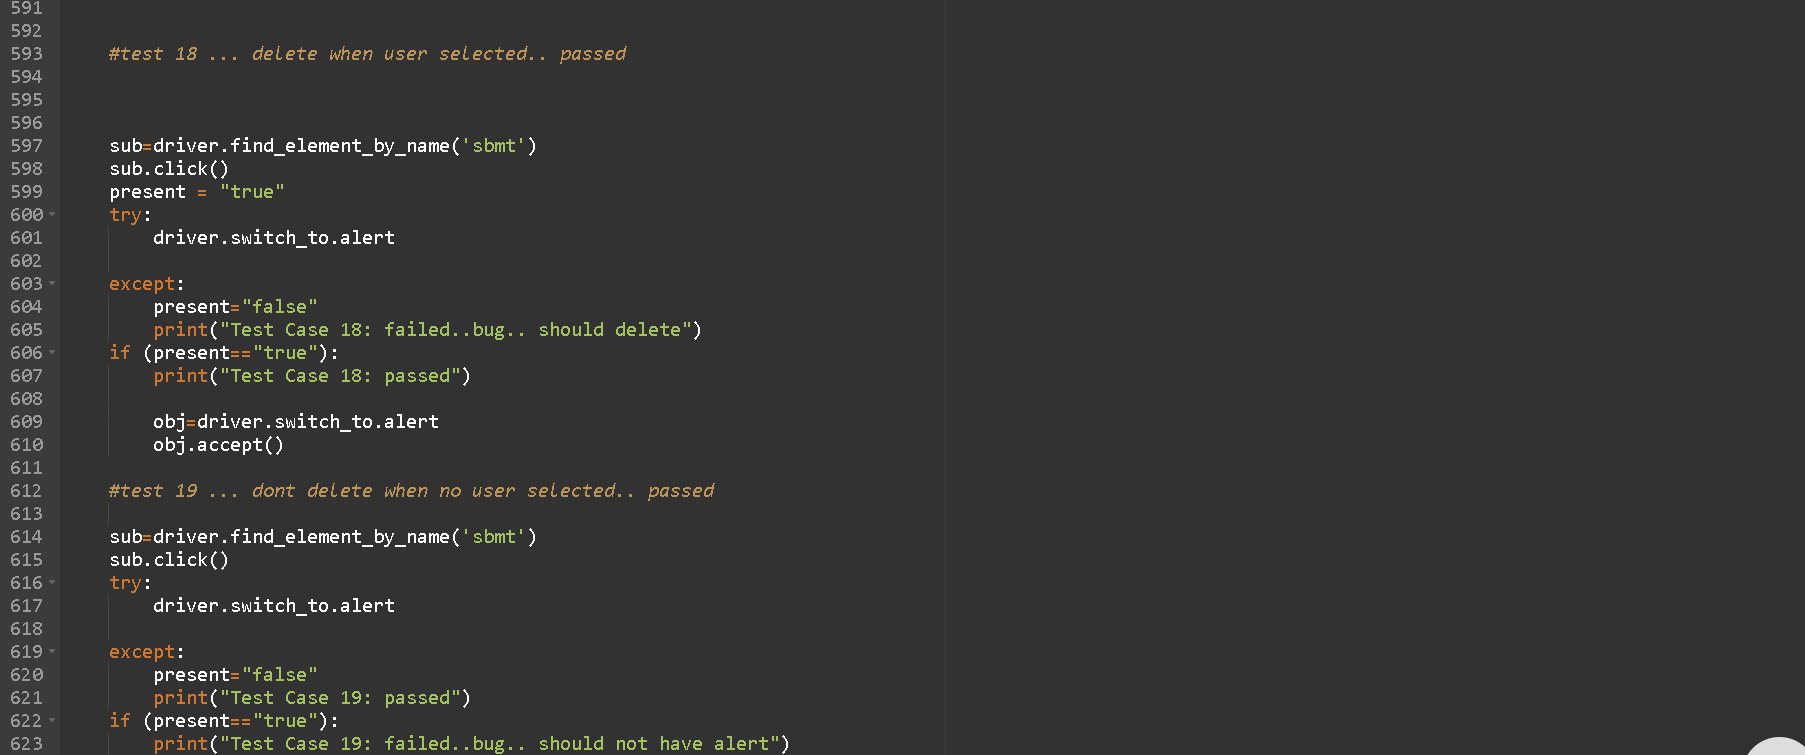 591
592
593 #test 18 ... delete when user selected.. passed
594
595
596
597 sub=driver.find_element_by_name('sbmt')
598 sub.click()
599 present = "true"
600 try:
601 driver.switch_to.alert
602
603 except:
604 present="false"
605 print("Test Case 18: failed..bug.. should delete")
606 if (present=="true"):
607 print("Test Case 18: passed")
608
609 obj=driver.switch_to.alert
610 obj.accept()
611
612 #test 19 ... dont delete when no user selected.. passed
613
614 sub=driver.find_element_by_name('sbmt')
615 sub.click()
616 try:
617 driver.switch_to.alert
618
619 except:
620 present="false"
621 print("Test Case 19: passed")
622 if (present=="true"):
623 print("Test Case 19: failed..bug.. should not have alert")